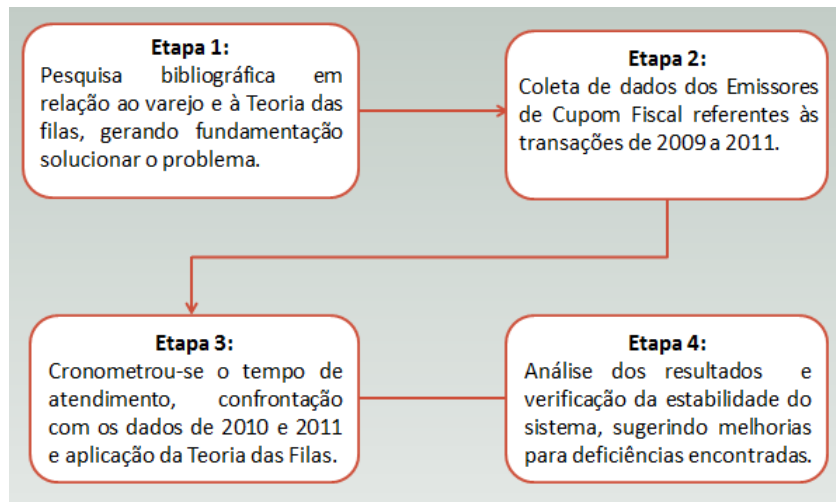 Etapa 1:
Pesquisa bibliográfica em
relação ao varejo e à Teoria das
filas, gerando fundamentação
solucionar o problema.
Etapa 2:
Coleta de dados dos Emissores
de Cupom Fiscal referentes às
transações de 2009 a 2011.
Etapa 3:
Cronometrou-se o tempo de
atendimento, confrontação
com os dados de 2010 e 2011
e aplicação da Teoria das Filas.
Etapa 4:
Análise dos resultados e
verificação da estabilidade do
sistema, sugerindo melhorias
para deficiências encontradas.